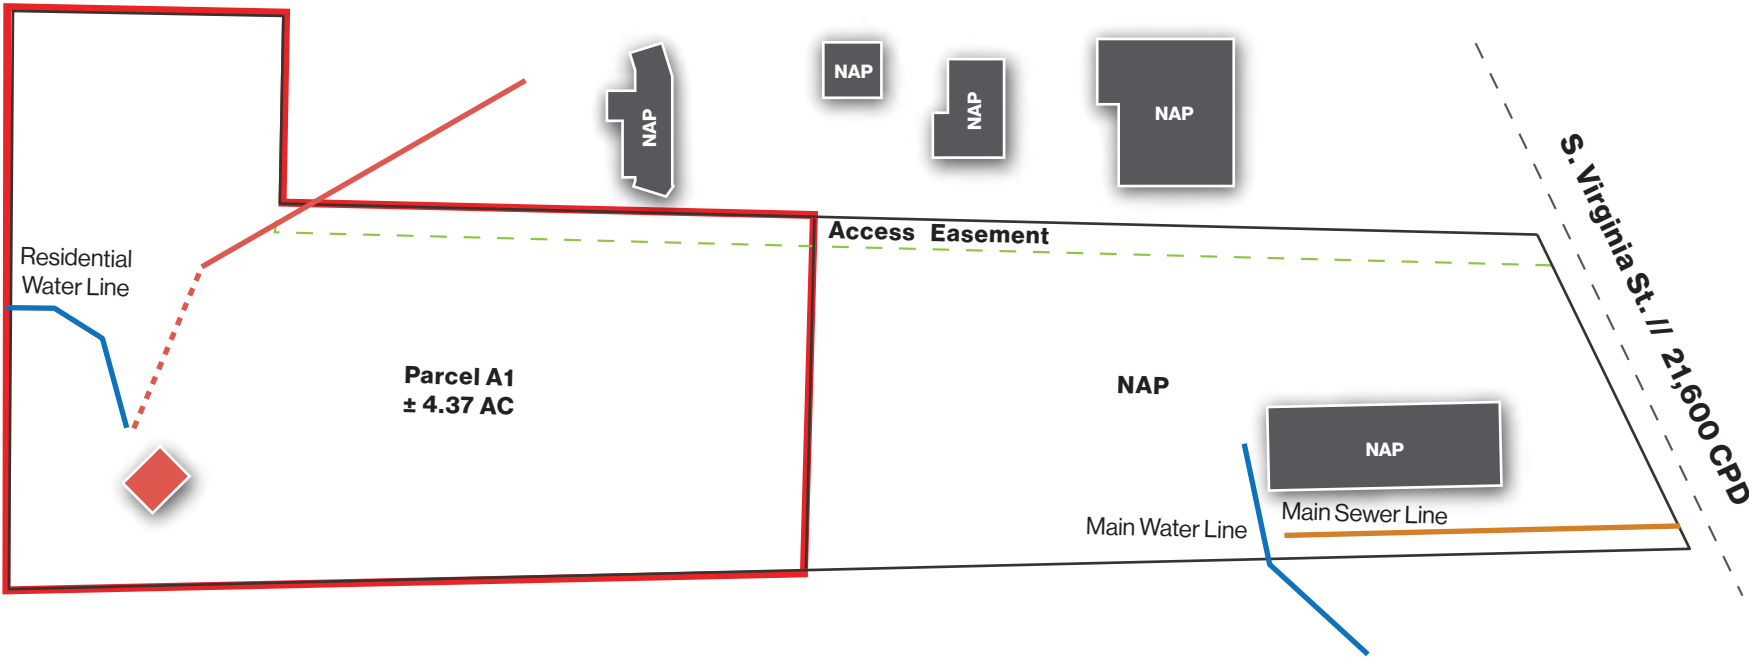 NAP
NAP
NAP
NAP
S. Virginia St. // 21,600 CPD
Access Easement
Residential
Water Line
Parcel A1
± 4.37 AC
NAP
NAP
Main Water Line
Main Sewer Line